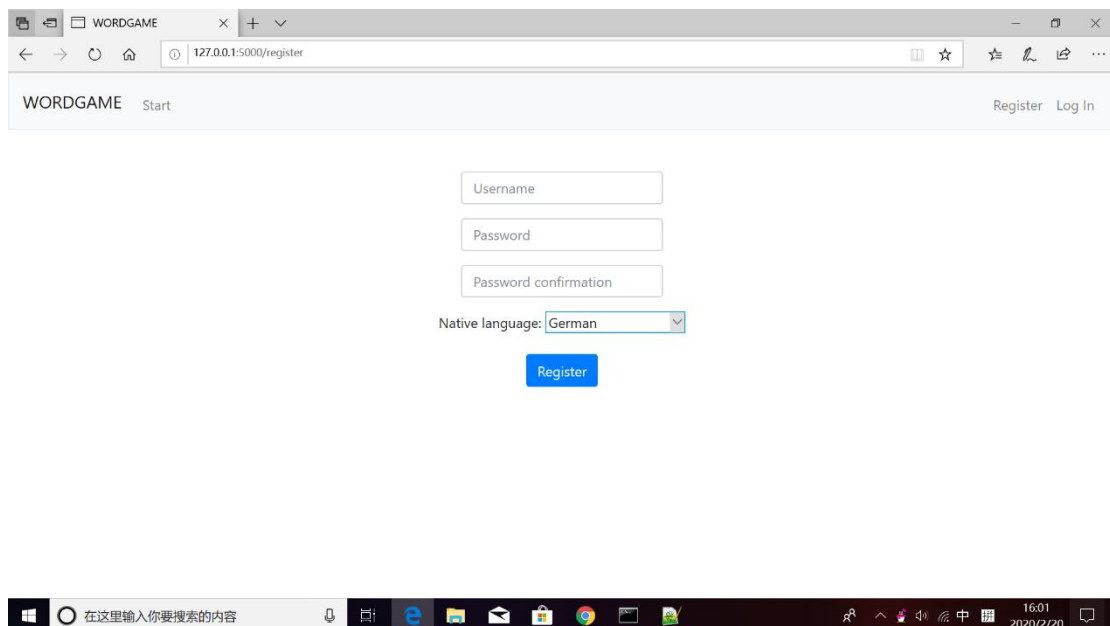 WORDGAME
127.0.0.1:5000/register
WORDGAME Start Register Log In
Username
Password
Password confirmation
Native language: German
Register
在这里输入你要搜索的内容
中 拼 16:01
2020/2/20